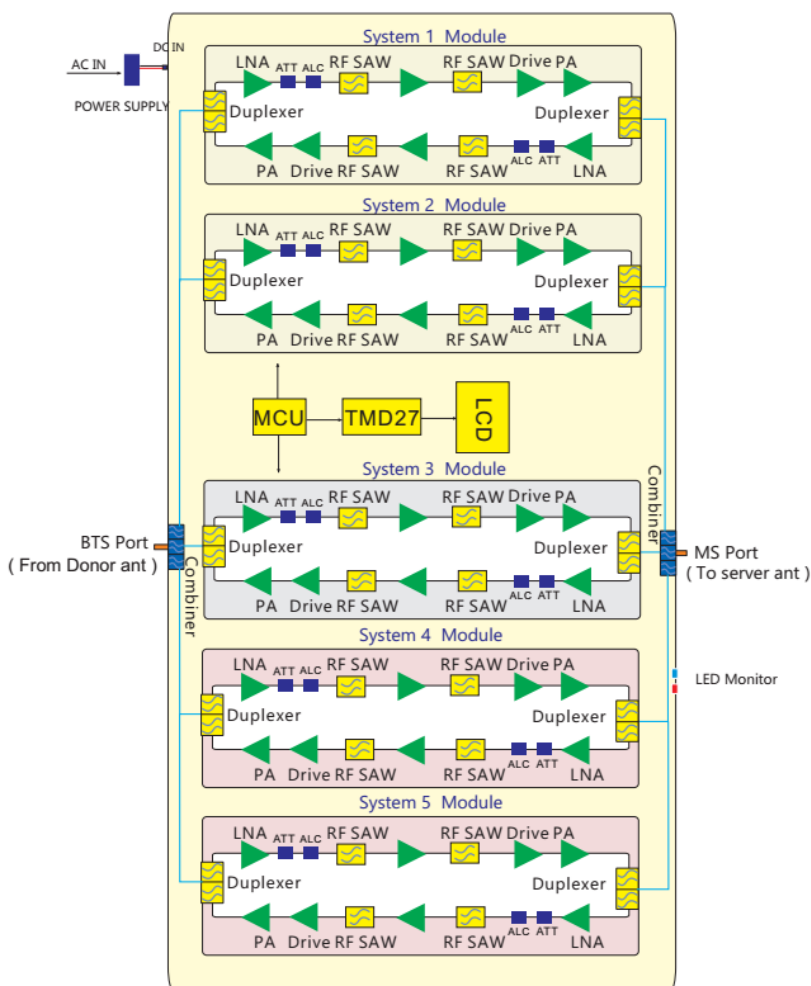 System 1 Module
DC IN
AC IN
POWER SUPPLY
LNA ATT ALC RF SAW RF SAW Drive PA
Duplexer Duplexer
PA Drive RF SAW RF SAW ALC ATT LNA
System 2 Module
LNA ATT ALC RF SAW RF SAW Drive PA
Duplexer Duplexer
PA Drive RF SAW RF SAW ALC ATT LNA
MCU TMD27 LCD
System 3 Module
LNA ATT ALC RF SAW RF SAW Drive PA
Duplexer Duplexer
PA Drive RF SAW RF SAW ALC ATT LNA
Combiner
BTS Port
( From Donor ant )
Combiner
MS Port
( To server ant )
System 4 Module
LNA ATT ALC RF SAW RF SAW Drive PA
Duplexer Duplexer
PA Drive RF SAW RF SAW ALC ATT LNA
LED Monitor
System 5 Module
LNA ATT ALC RF SAW RF SAW Drive PA
Duplexer Duplexer
PA Drive RF SAW RF SAW ALC ATT LNA